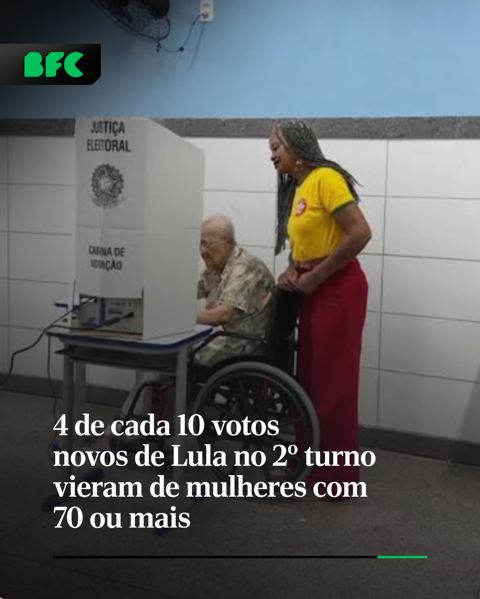 BFC
JUSTIÇA
ELEITORAL
CABINA DE
VOTAÇÃO
4 de cada 10 votos
novos de Lula no 2º turno
vieram de mulheres com
70 ou mais